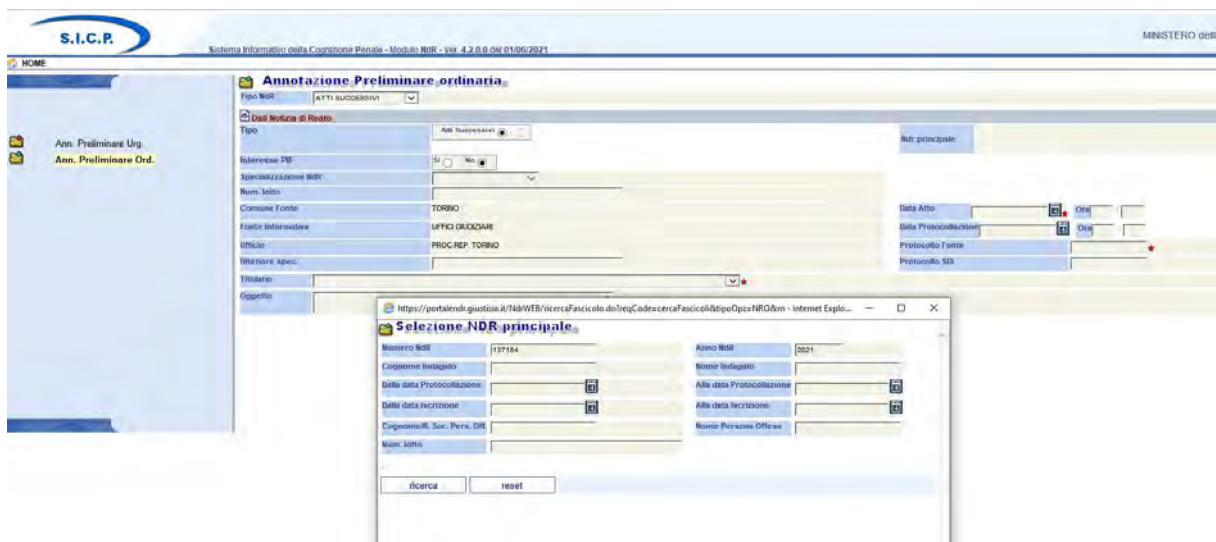 S.I.C.P.
Sistema Informativo della Cognizione Penale - Modulo NdR - Ver. 4.2.0.0 del 01/06/2021
MINISTERO dell
HOME
Annotazione Preliminare ordinaria
Tipo NdR ATTI SUCCESSIVI
Dati Notizia di Reato
Ann. Preliminare Urg.
Ann. Preliminare Ord.
Tipo Atti Successivi Ndr principale
Interesse PM Si No
Specializzazione NdR
Num. lotto
Comune Fonte TORINO Data Atto Ora
Fonte Informativa UFFICI GIUDIZIARI Data Protocollazione Ora
Ufficio PROC.REP. TORINO Protocollo Fonte
Ulteriore spec. Protocollo SDI
Titolario
Oggetto
https://portalendr.giustizia.it/NdrWEB/ricercaFascicolo.do?reqCode=cercaFascicoli&tipoOpz=NRO&rn - Internet Explo...
Selezione NDR principale
Numero NdR 137184 Anno NdR 2021
Cognome Indagato Nome Indagato
Dalla data Protocollazione Alla data Protocollazione
Dalla data Iscrizione Alla data Iscrizione
Cognome/R. Soc. Pers. Off. Nome Persona Offesa
Num. lotto
ricerca reset